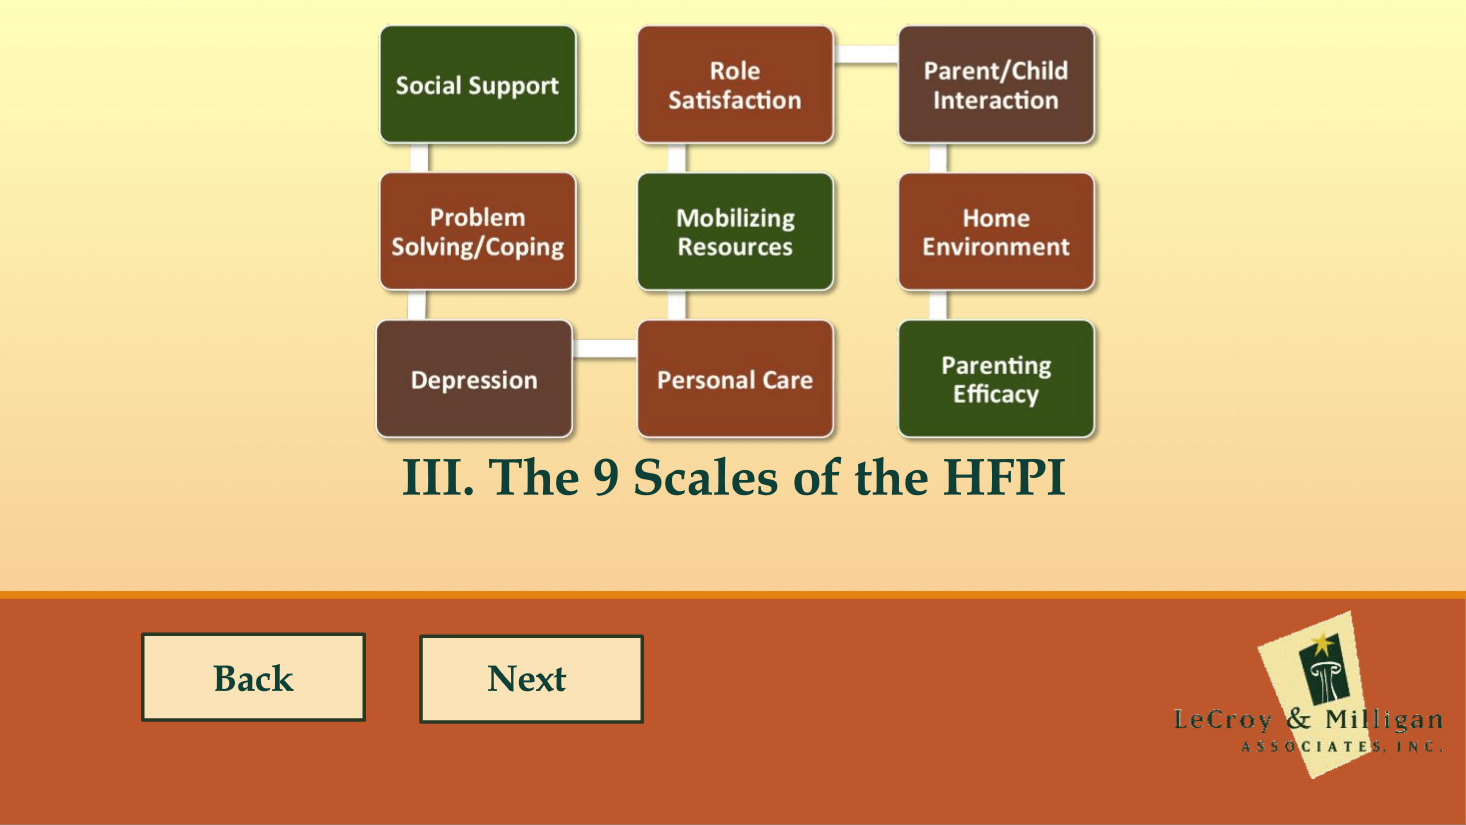 Social Support
Role
Satisfaction
Parent/Child
Interaction
Problem
Solving/Coping
Mobilizing
Resources
Home
Environment
Depression
Personal Care
Parenting
Efficacy
III. The 9 Scales of the HFPI
Back
Next
LeCroy & Milligan
ASSOCIATES, INC.